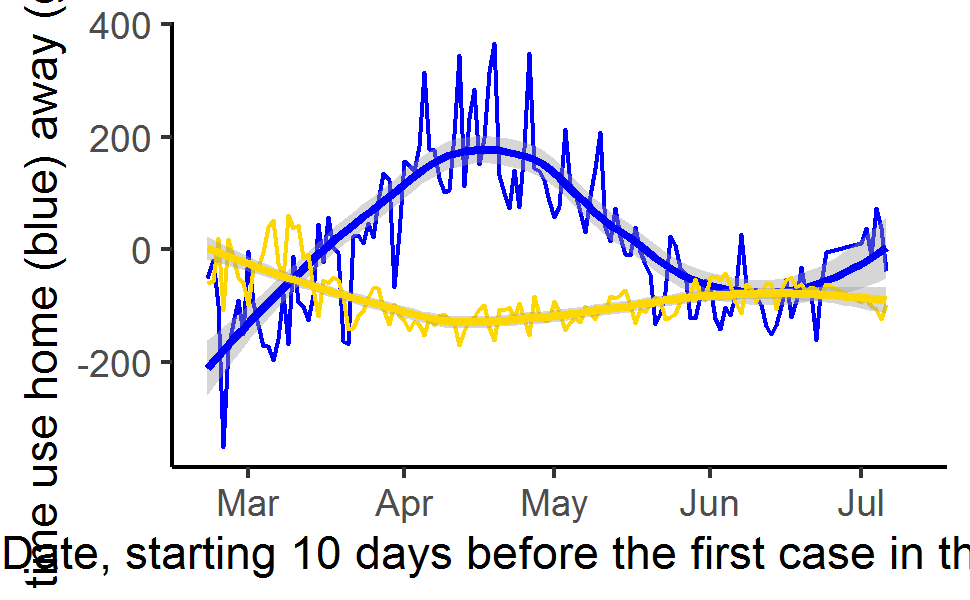 time use home (blue) away (g
400
200
0
-200
Mar Apr May Jun Jul
Date, starting 10 days before the first case in th